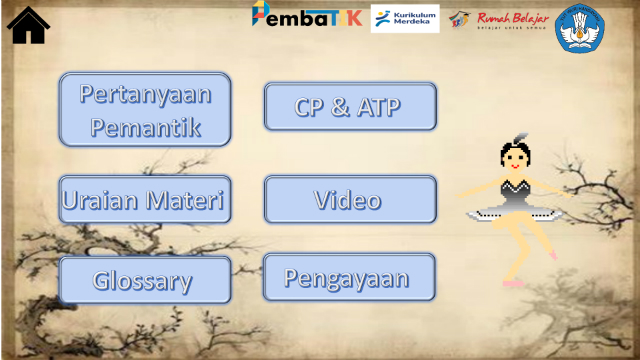 PembaTIK
Kurikulum
Merdeka
Rumah Belajar
belajar untuk semua
Pertanyaan
Pemantik
CP & ATP
Uraian Materi
Video
Glossary
Pengayaan